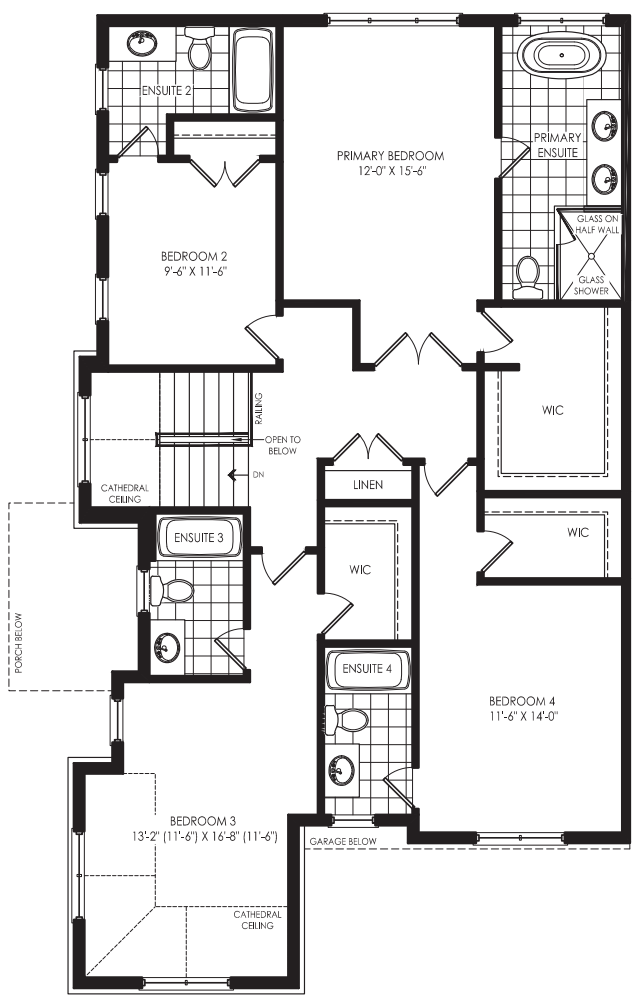 ENSUITE 2
PRIMARY BEDROOM
12'-0" X 15'-6"
PRIMARY
ENSUITE
GLASS ON
HALF WALL
GLASS
SHOWER
BEDROOM 2
9'-6" X 11'-6"
RAILING
OPEN TO
BELOW
DN
CATHEDRAL
CEILING
WIC
LINEN
WIC
ENSUITE 3
WIC
PORCH BELOW
ENSUITE 4
BEDROOM 4
11'-6" X 14'-0"
BEDROOM 3
13'-2" (11'-6") X 16'-8" (11'-6")
GARAGE BELOW
CATHEDRAL
CEILING